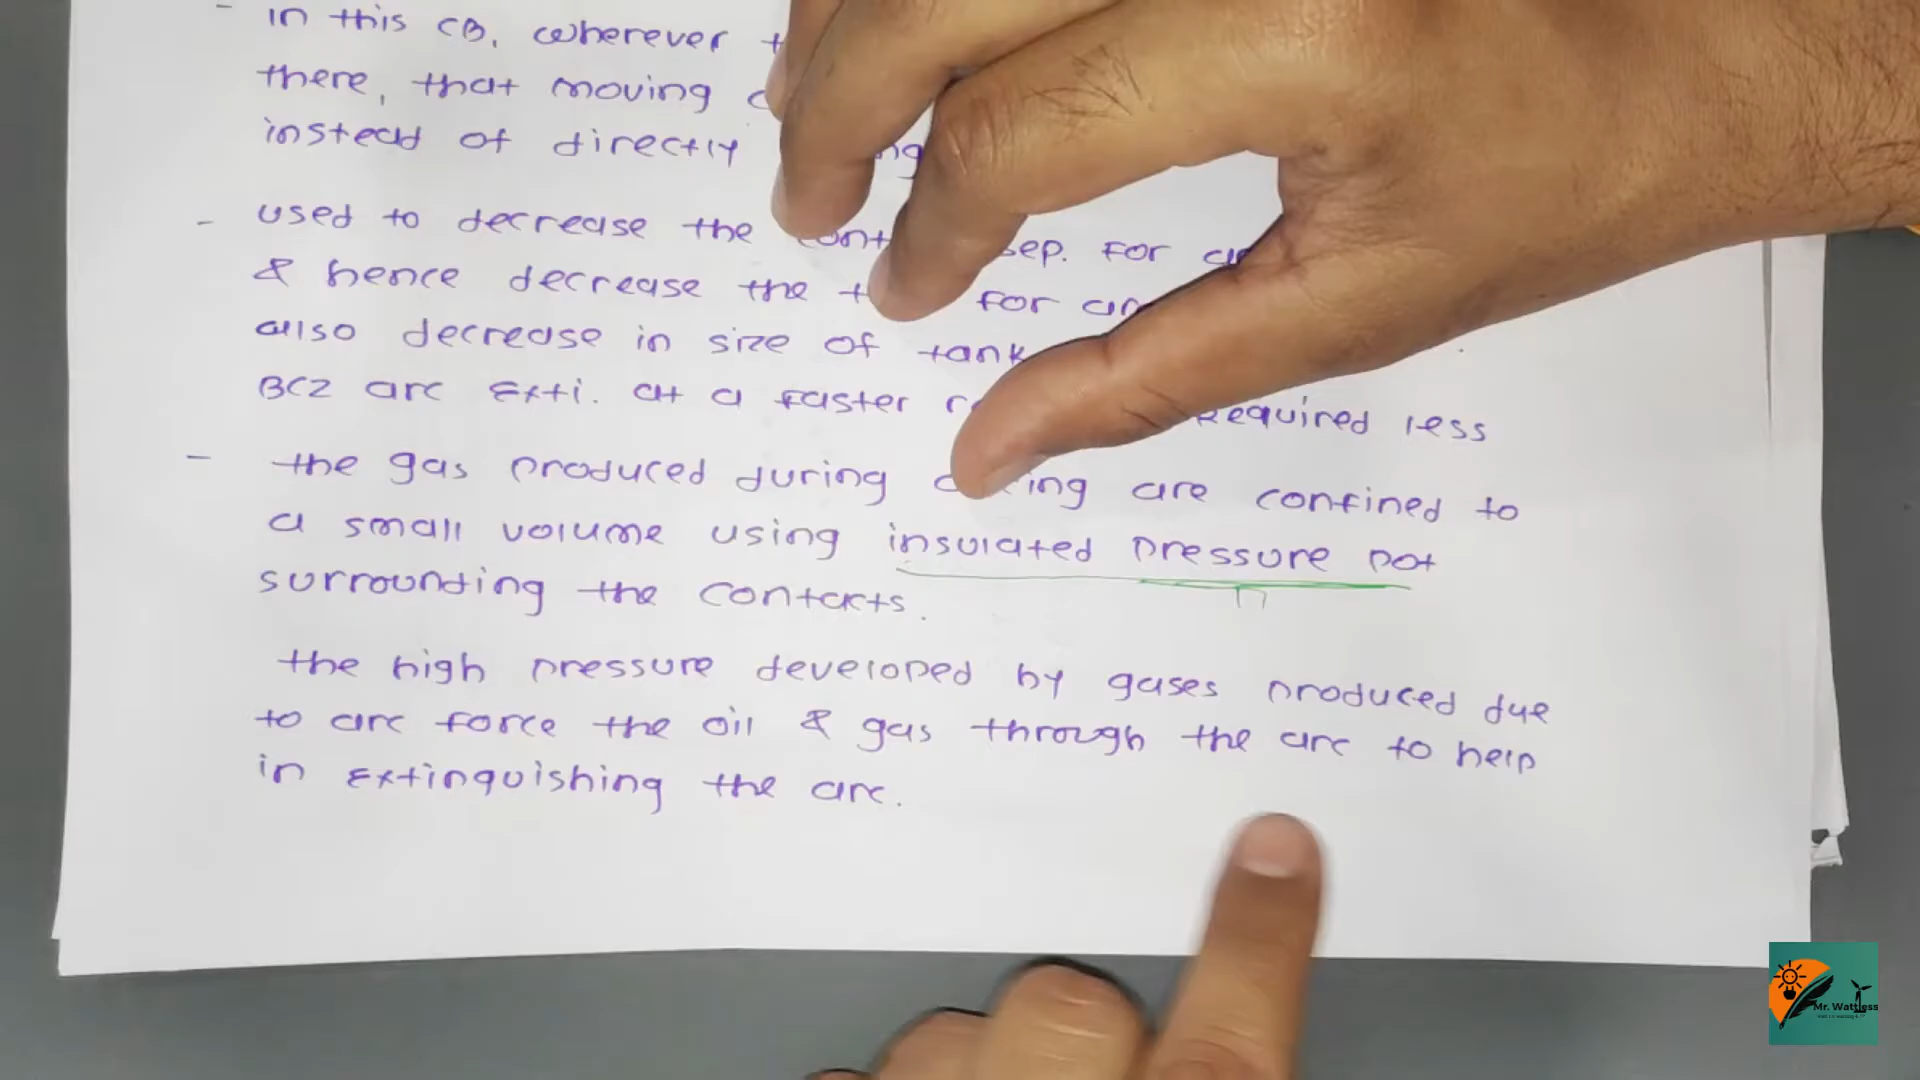 - in this CB, wherever
there, that moving
instead of directly
- used to decrease the sep. For
& hence decrease the for
also decrease in size of tank
BCZ arc Exti. at a faster required less
- the gas produced during are confined to
a small volume using insulated pressure pot
surrounding the contacts.
the high pressure developed by gases produced due
to arc force the oil & gas through the arc to help
in Extinguishing the arc.
Mr. Wattless